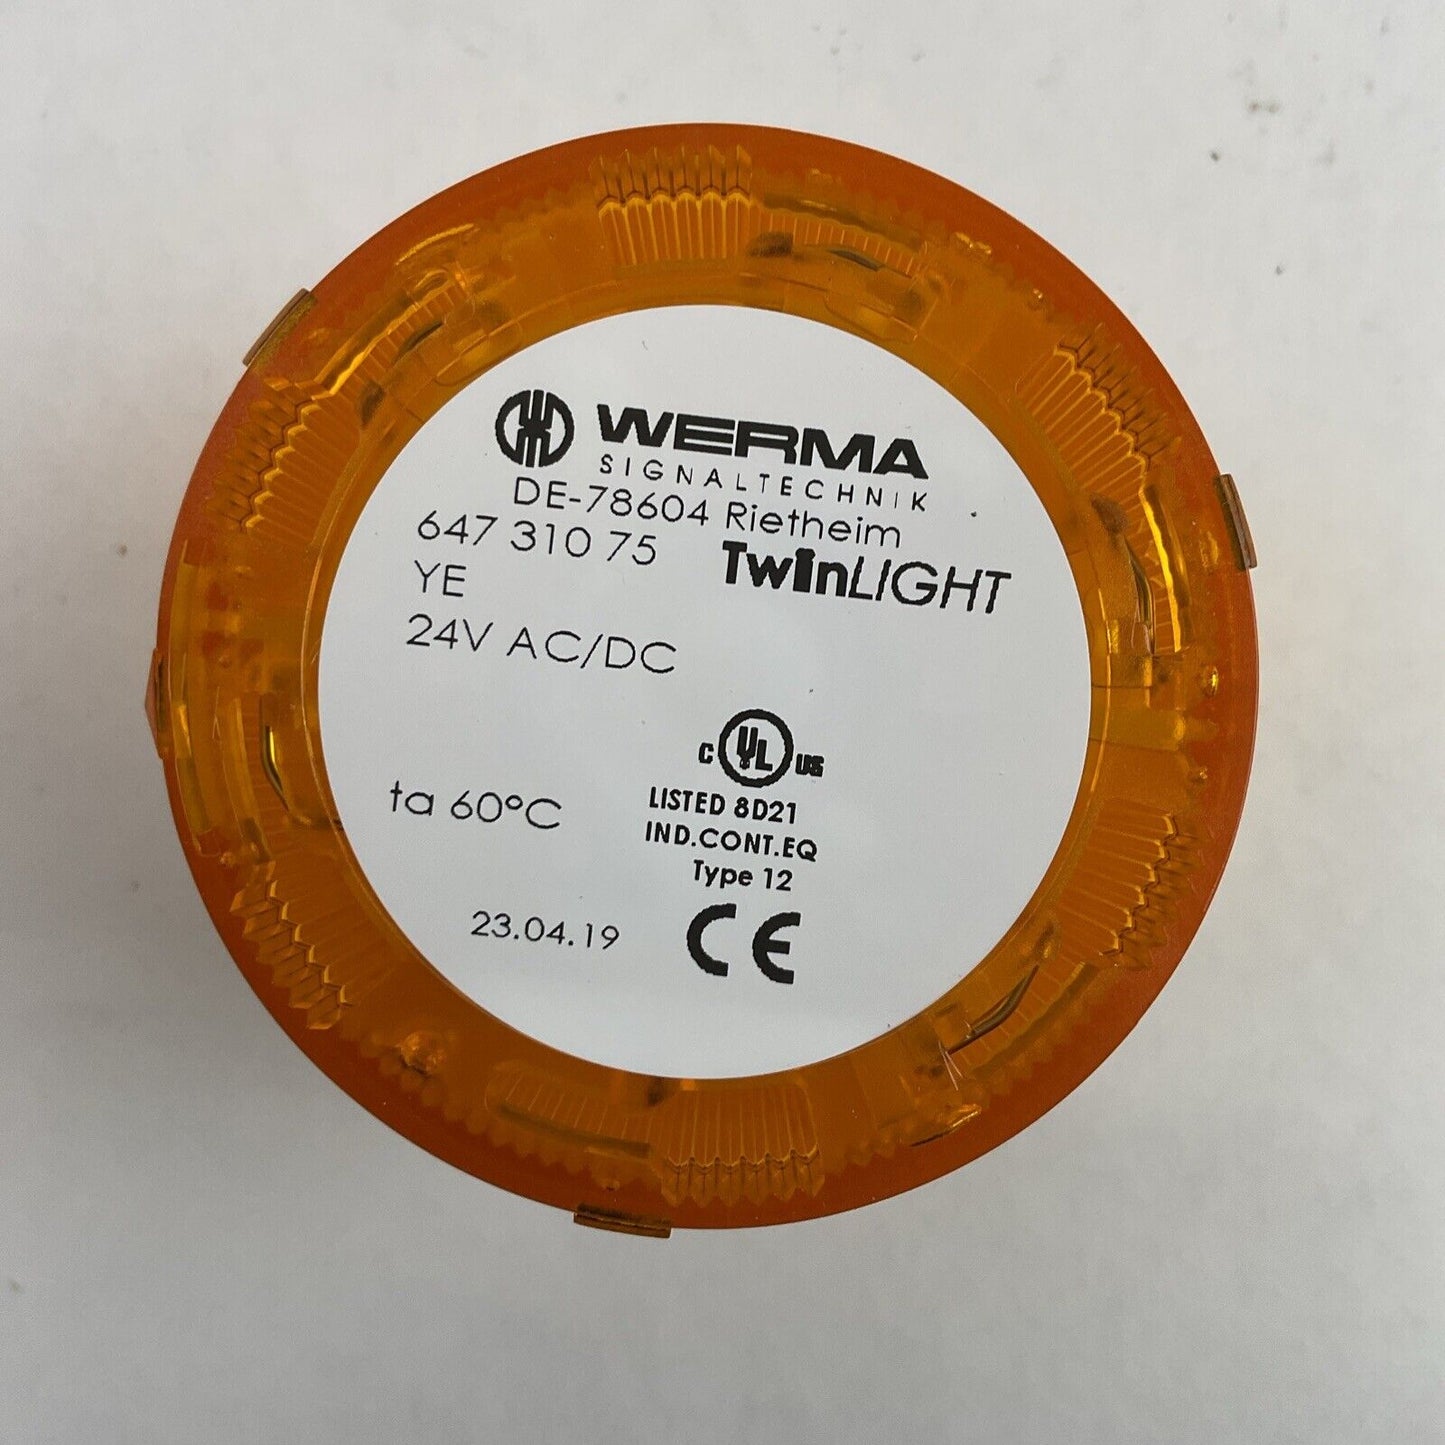 WERMA
SIGNALTECHNIK
DE-78604 Rietheim
647 310 75 TwinLIGHT
YE
24V AC/DC
C UL US
LISTED 8D21
ta 60°C
IND.CONT.EQ
Type 12
23.04.19
CE